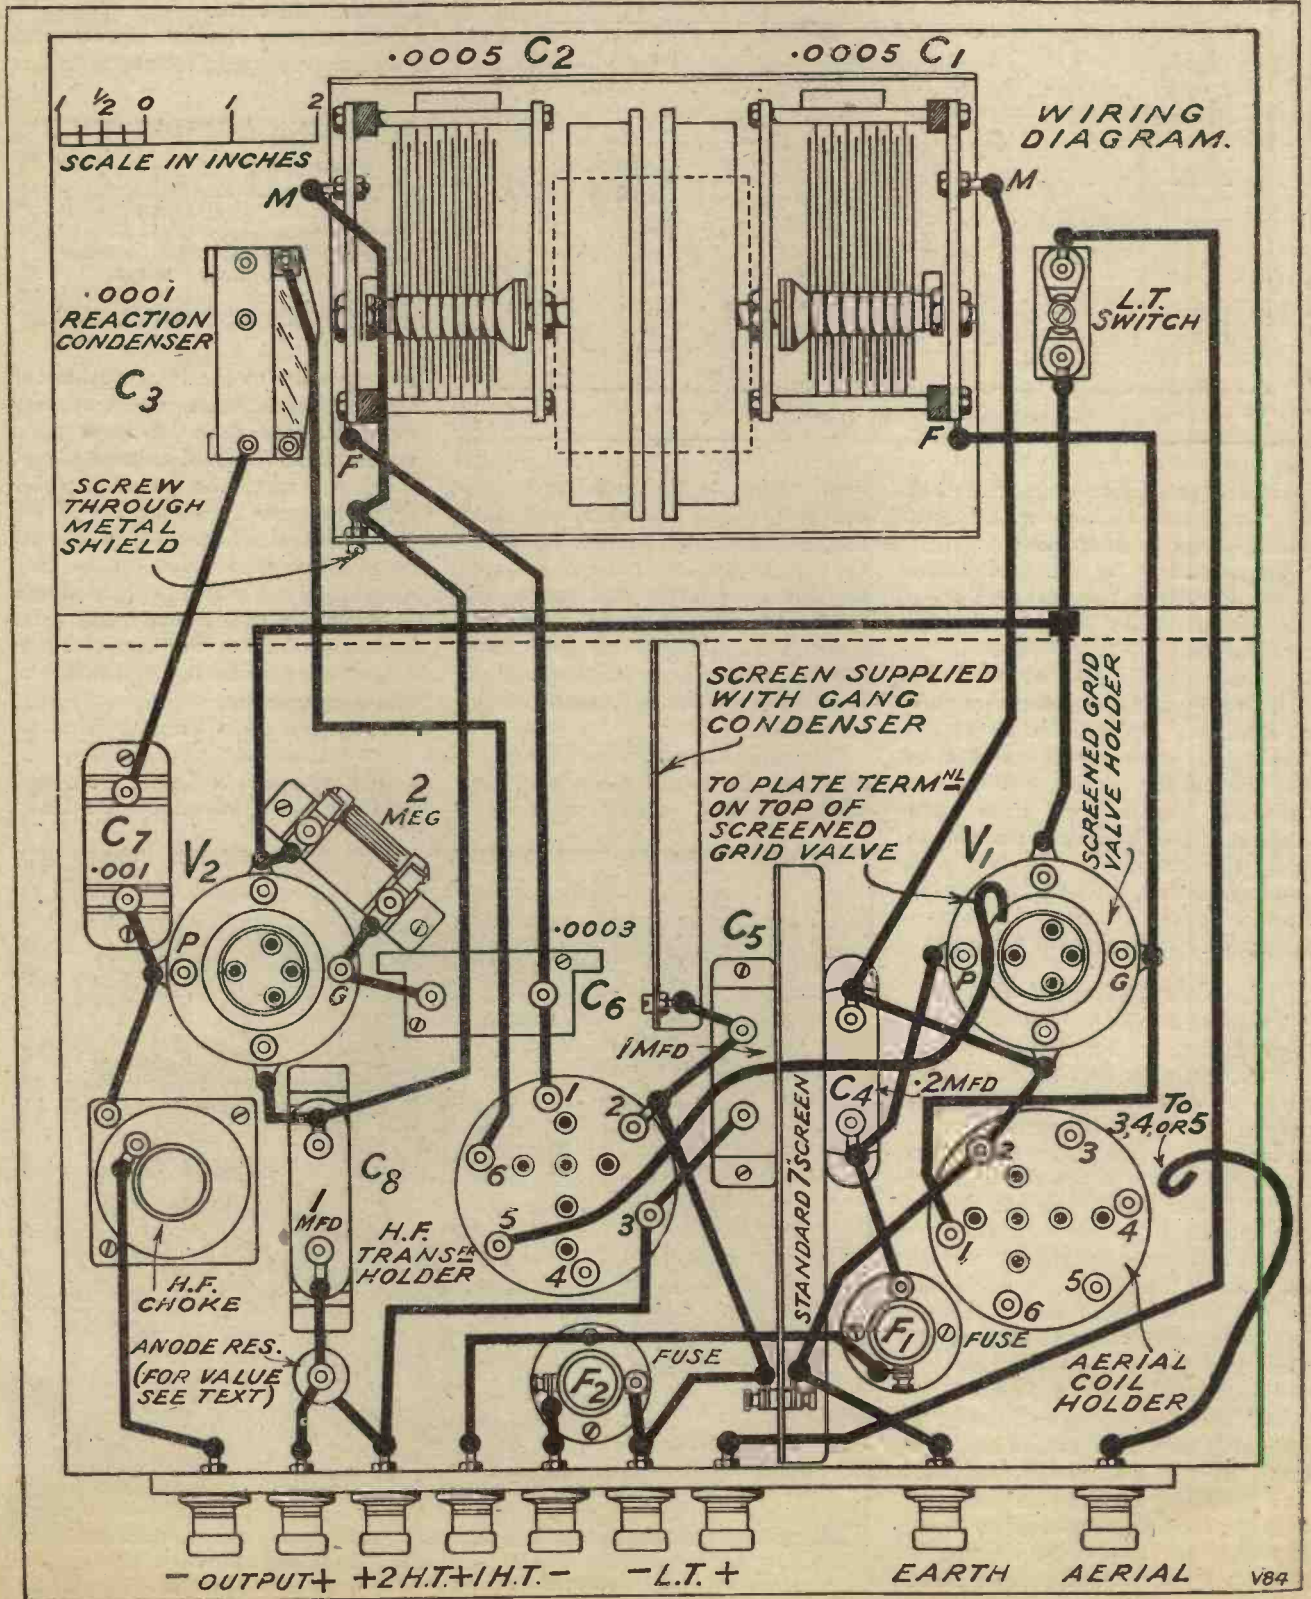 .0005 C2
.0005 C1
1 ½ 0 1 2
SCALE IN INCHES
WIRING
DIAGRAM.
M
M
.0001
REACTION
CONDENSER
C3
L.T.
SWITCH
F
F
SCREW
THROUGH
METAL
SHIELD
SCREEN SUPPLIED
WITH GANG
CONDENSER
SCREENED GRID
VALVE HOLDER
TO PLATE TERMNL
ON TOP OF
SCREENED
GRID VALVE
2
MEG
C7
.001
V2
V1
P
G
.0003
C6
C5
P
G
1MFD
C4
.2MFD
TO
3,4, OR 5
1
2
3
4
5
6
STANDARD 7" SCREEN
1
2
3
4
5
6
C8
1
MFD
H.F.
TRANSFR
HOLDER
H.F.
CHOKE
ANODE RES.
(FOR VALUE
SEE TEXT)
F2
FUSE
F1
FUSE
AERIAL
COIL
HOLDER
- OUTPUT + +2 H.T.+1 H.T. - -L.T. + EARTH AERIAL
V84